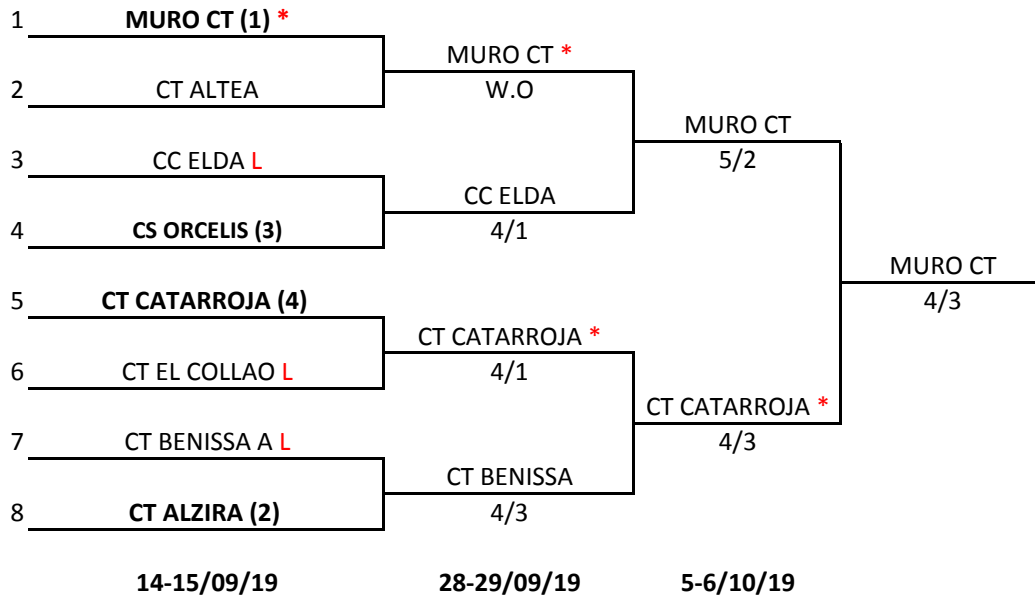 1 MURO CT (1) *
MURO CT *
2 CT ALTEA
W.O
MURO CT
3 CC ELDA L
5/2
CC ELDA
4 CS ORCELIS (3)
4/1
MURO CT
5 CT CATARROJA (4)
4/3
CT CATARROJA *
6 CT EL COLLAO L
4/1
CT CATARROJA *
7 CT BENISSA A L
4/3
CT BENISSA
8 CT ALZIRA (2)
4/3
14-15/09/19 28-29/09/19 5-6/10/19